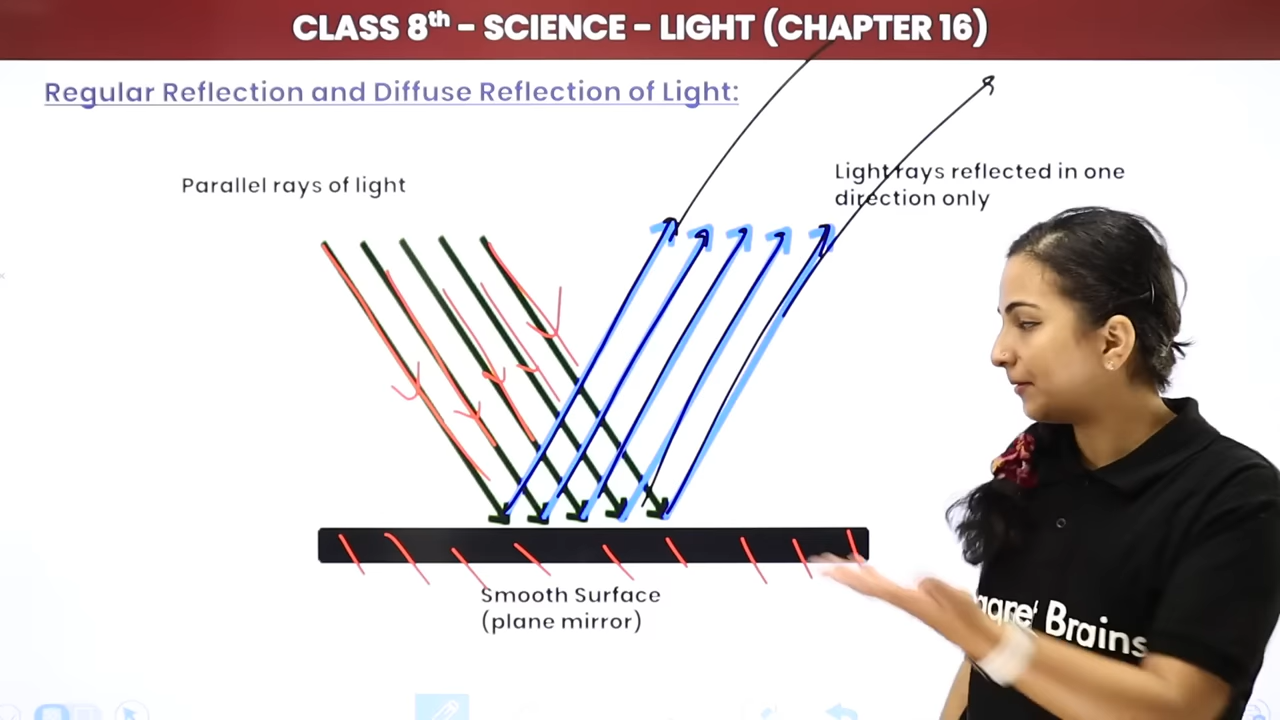 CLASS 8th - SCIENCE - LIGHT (CHAPTER 16)
Regular Reflection and Diffuse Reflection of Light:
Parallel rays of light
Light rays reflected in one
direction only
Smooth Surface
(plane mirror)
Brains